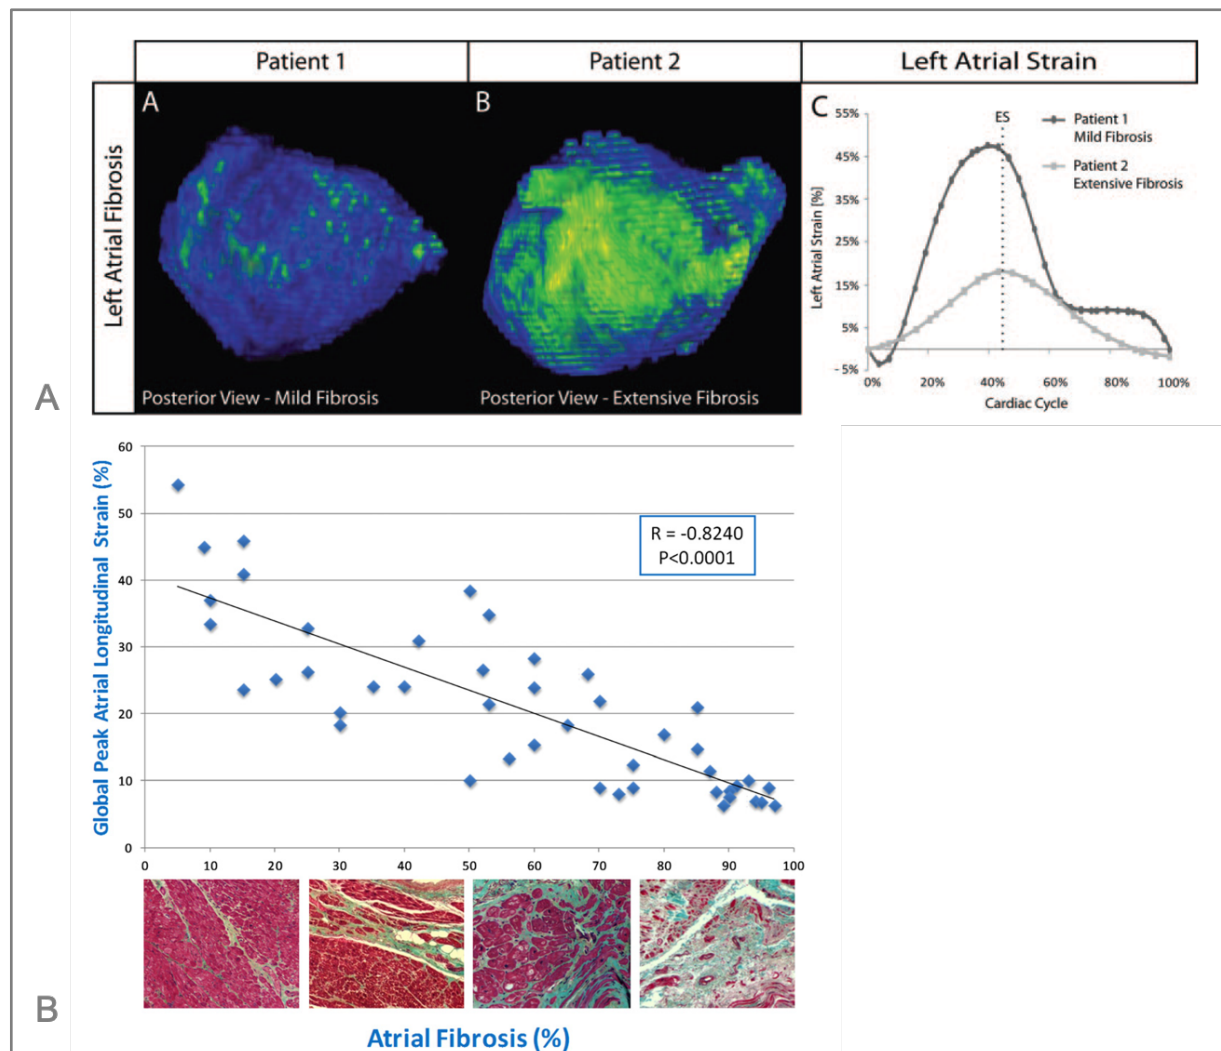 Patient 1
Patient 2
Left Atrial Strain
Left Atrial Fibrosis
A
Posterior View - Mild Fibrosis
B
Posterior View - Extensive Fibrosis
C
ES
Patient 1
Mild Fibrosis
Patient 2
Extensive Fibrosis
Left Atrial Strain [%]
55%
45%
35%
25%
15%
5%
- 5%
0%
20%
40%
60%
80%
100%
Cardiac Cycle
A
Global Peak Atrial Longitudinal Strain (%)
60
50
40
30
20
10
0
R = -0.8240
P<0.0001
0
10
20
30
40
50
60
70
80
90
100
B
Atrial Fibrosis (%)